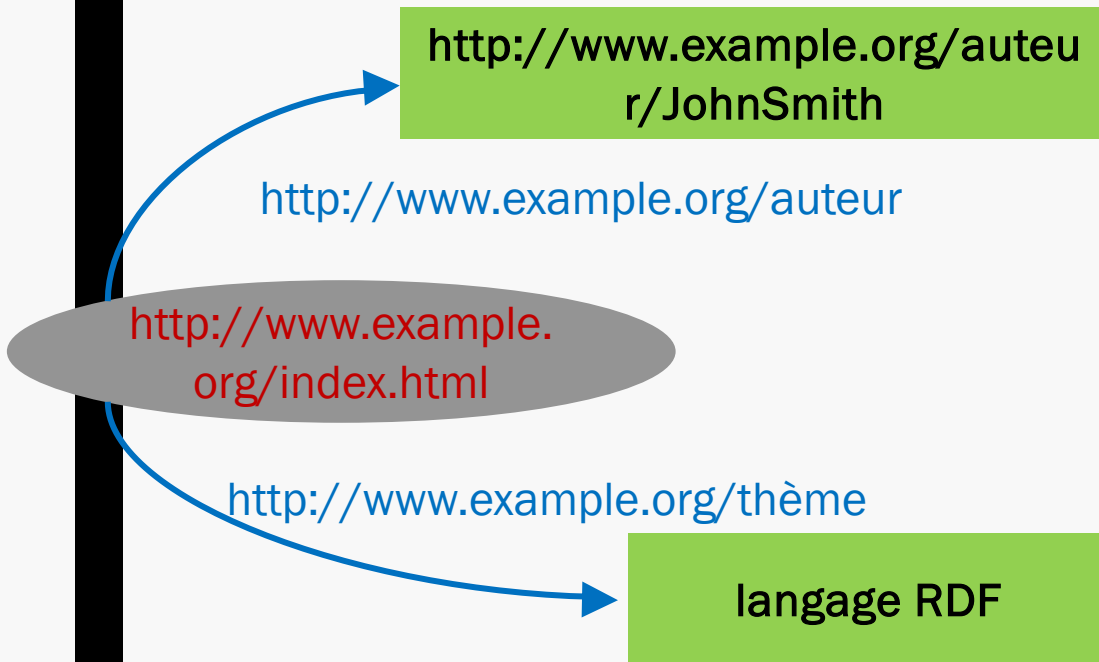 http://www.example.org/auteu
r/JohnSmith
http://www.example.org/auteur
http://www.example.
org/index.html
http://www.example.org/thème
langage RDF